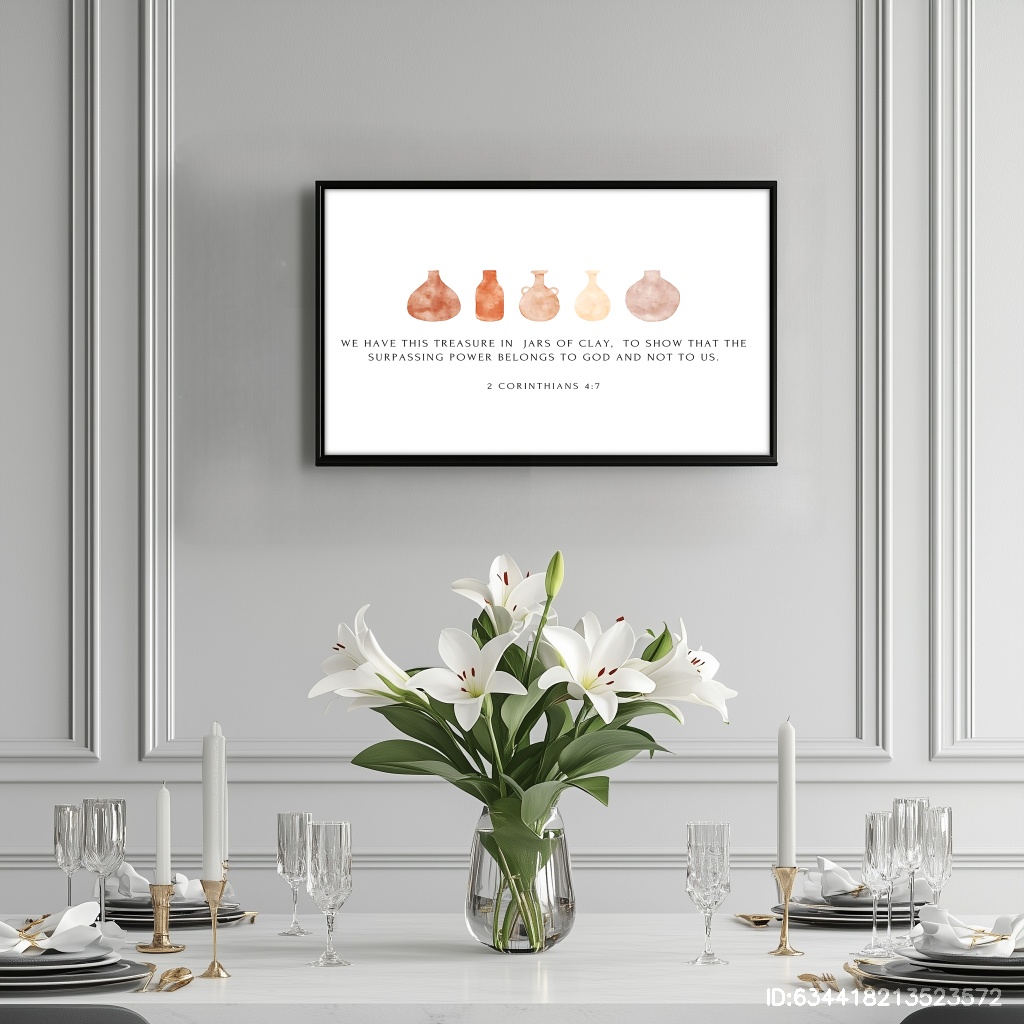 WE HAVE THIS TREASURE IN JARS OF CLAY, TO SHOW THAT THE
SURPASSING POWER BELONGS TO GOD AND NOT TO US.
2 CORINTHIANS 4:7
ID:634418213523572